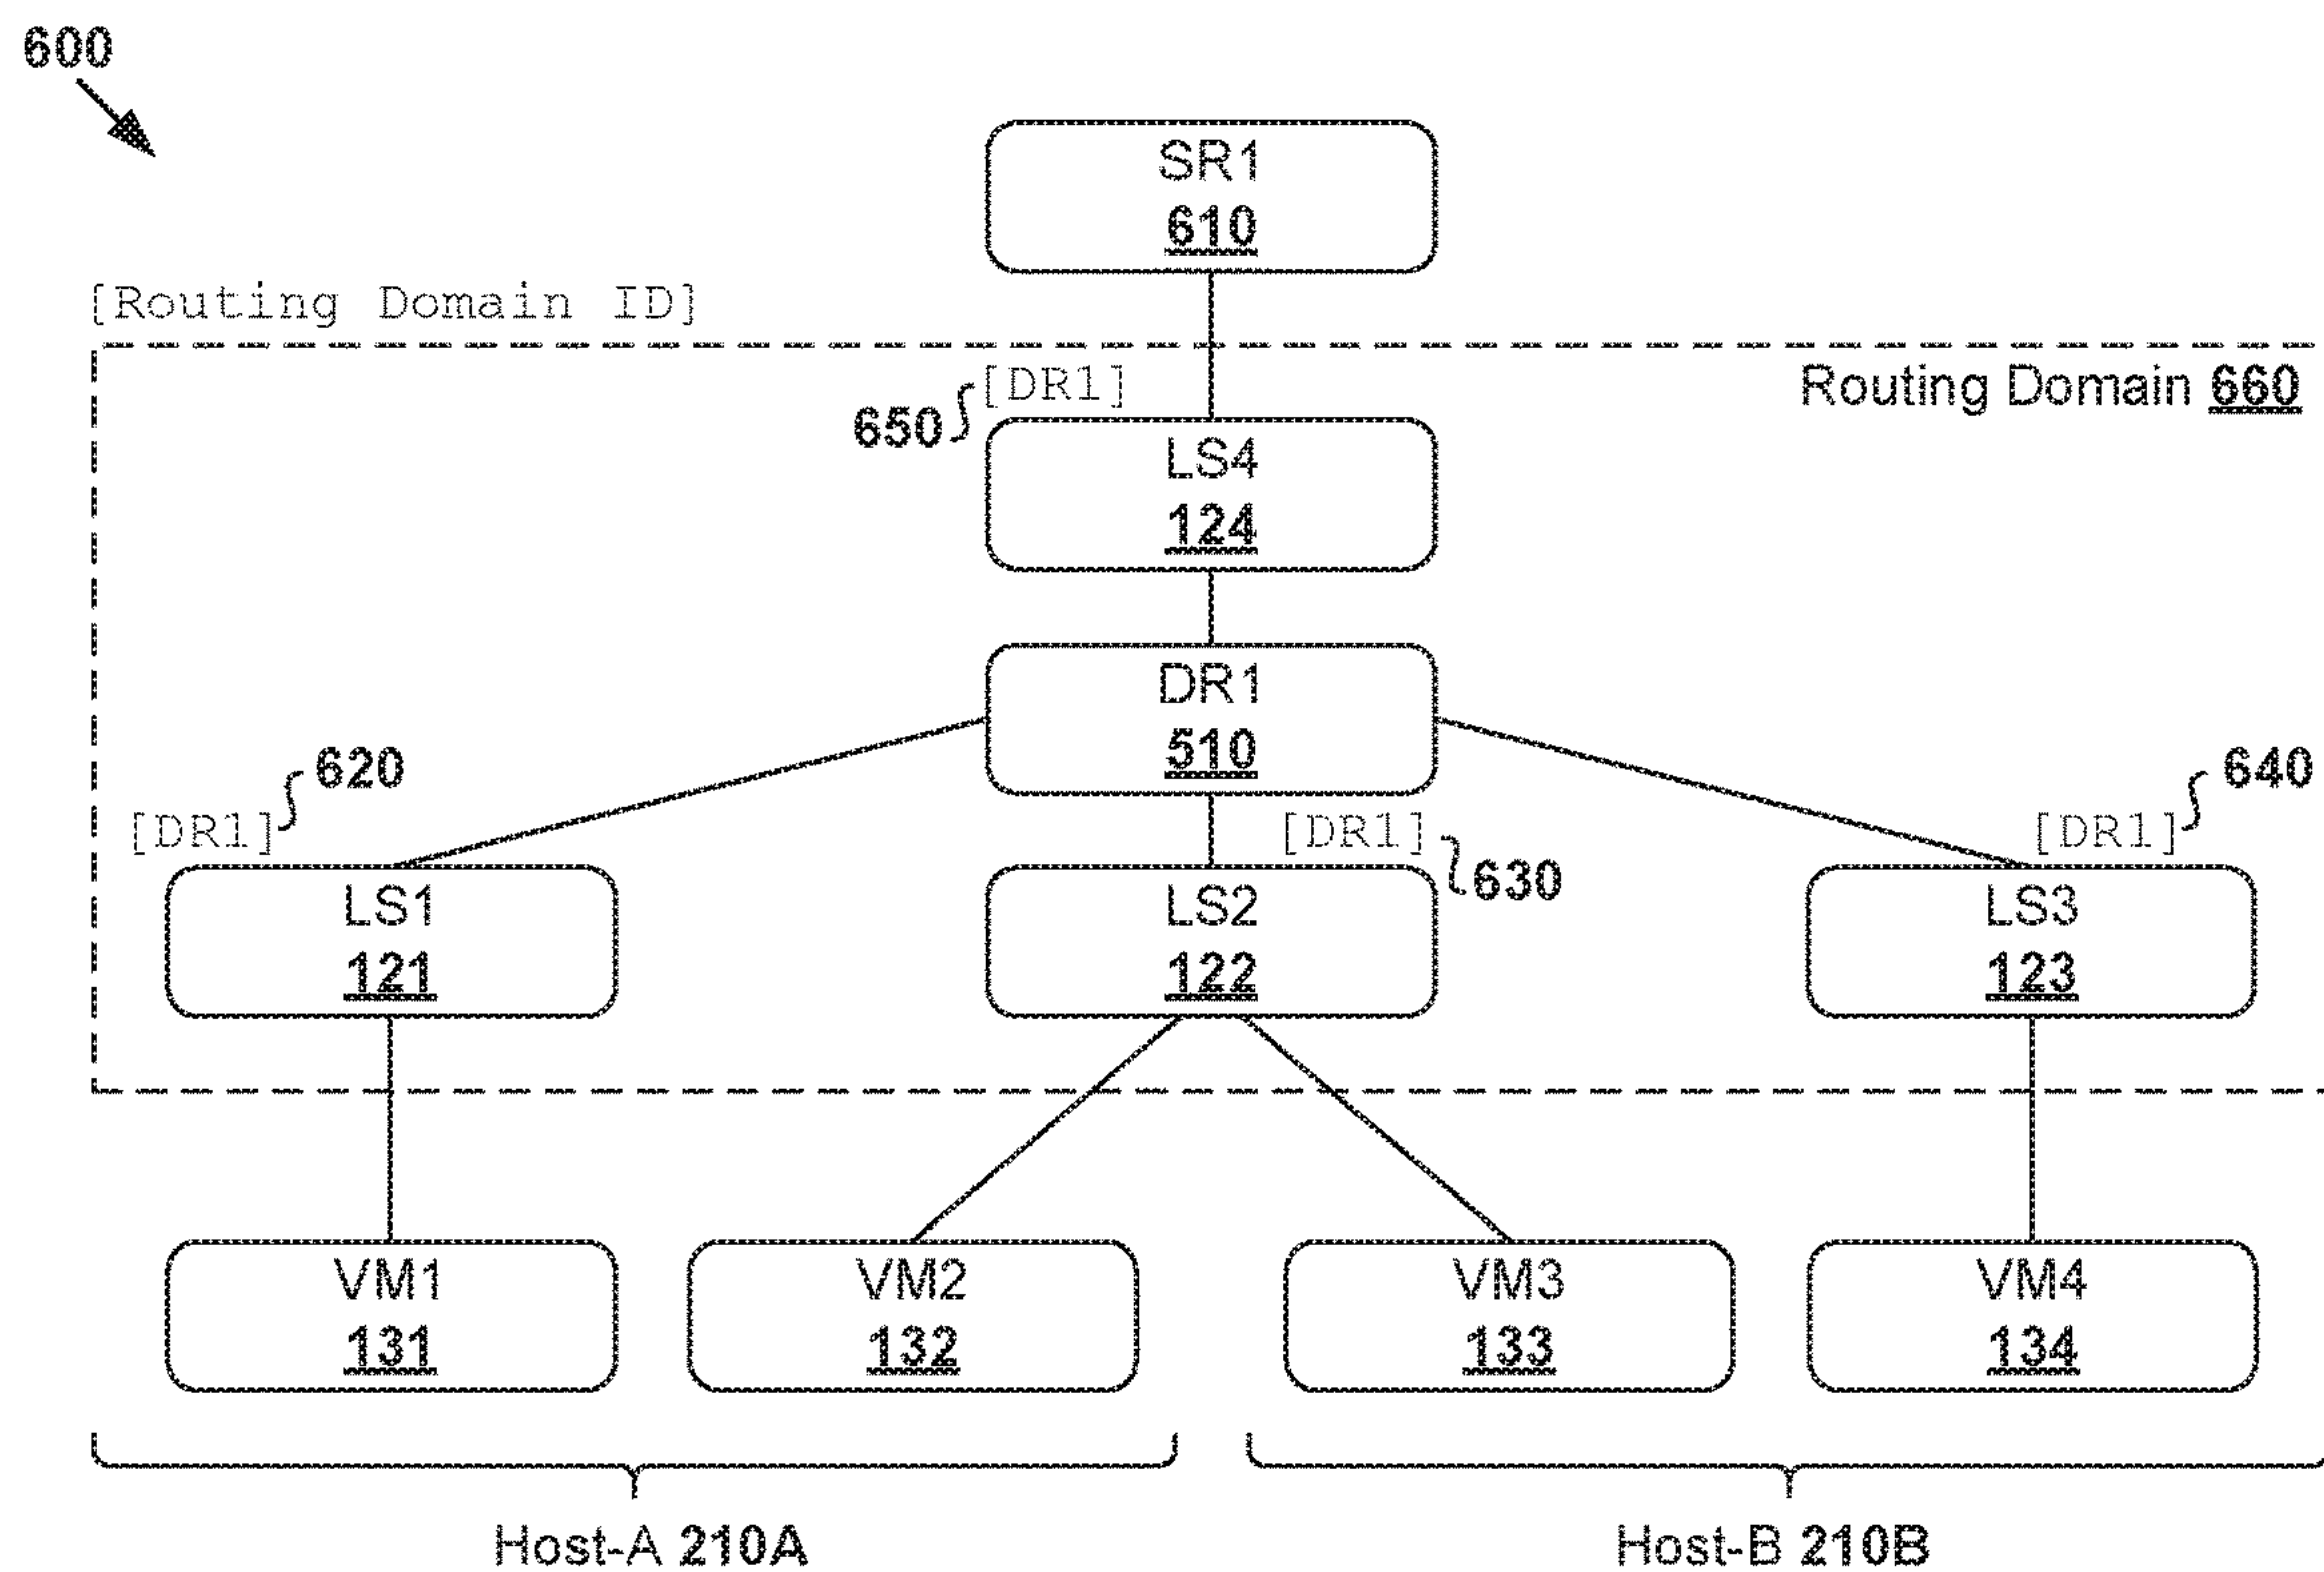 600
SR1
610
[Routing Domain ID]
Routing Domain 660
[DR1]
650
LS4
124
DR1
510
620
640
[DR1]
[DR1]
[DR1]
630
LS1
121
LS2
122
LS3
123
VM1
131
VM2
132
VM3
133
VM4
134
Host-A 210A
Host-B 210B